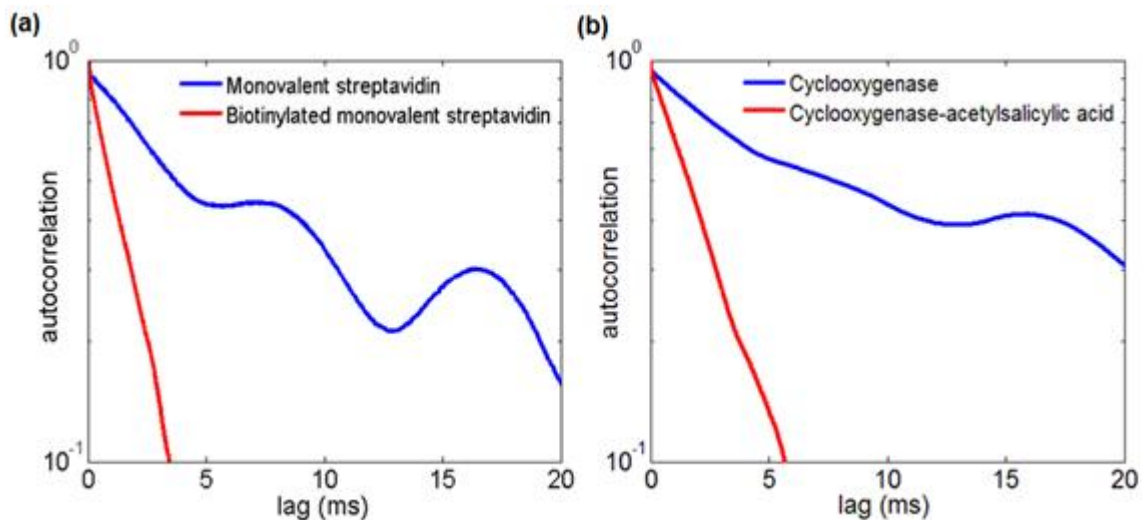 (a)
10^0
Monovalent streptavidin
Biotinylated monovalent streptavidin
autocorrelation
10^-1
0 5 10 15 20
lag (ms)
(b)
10^0
Cyclooxygenase
Cyclooxygenase-acetylsalicylic acid
autocorrelation
10^-1
0 5 10 15 20
lag (ms)